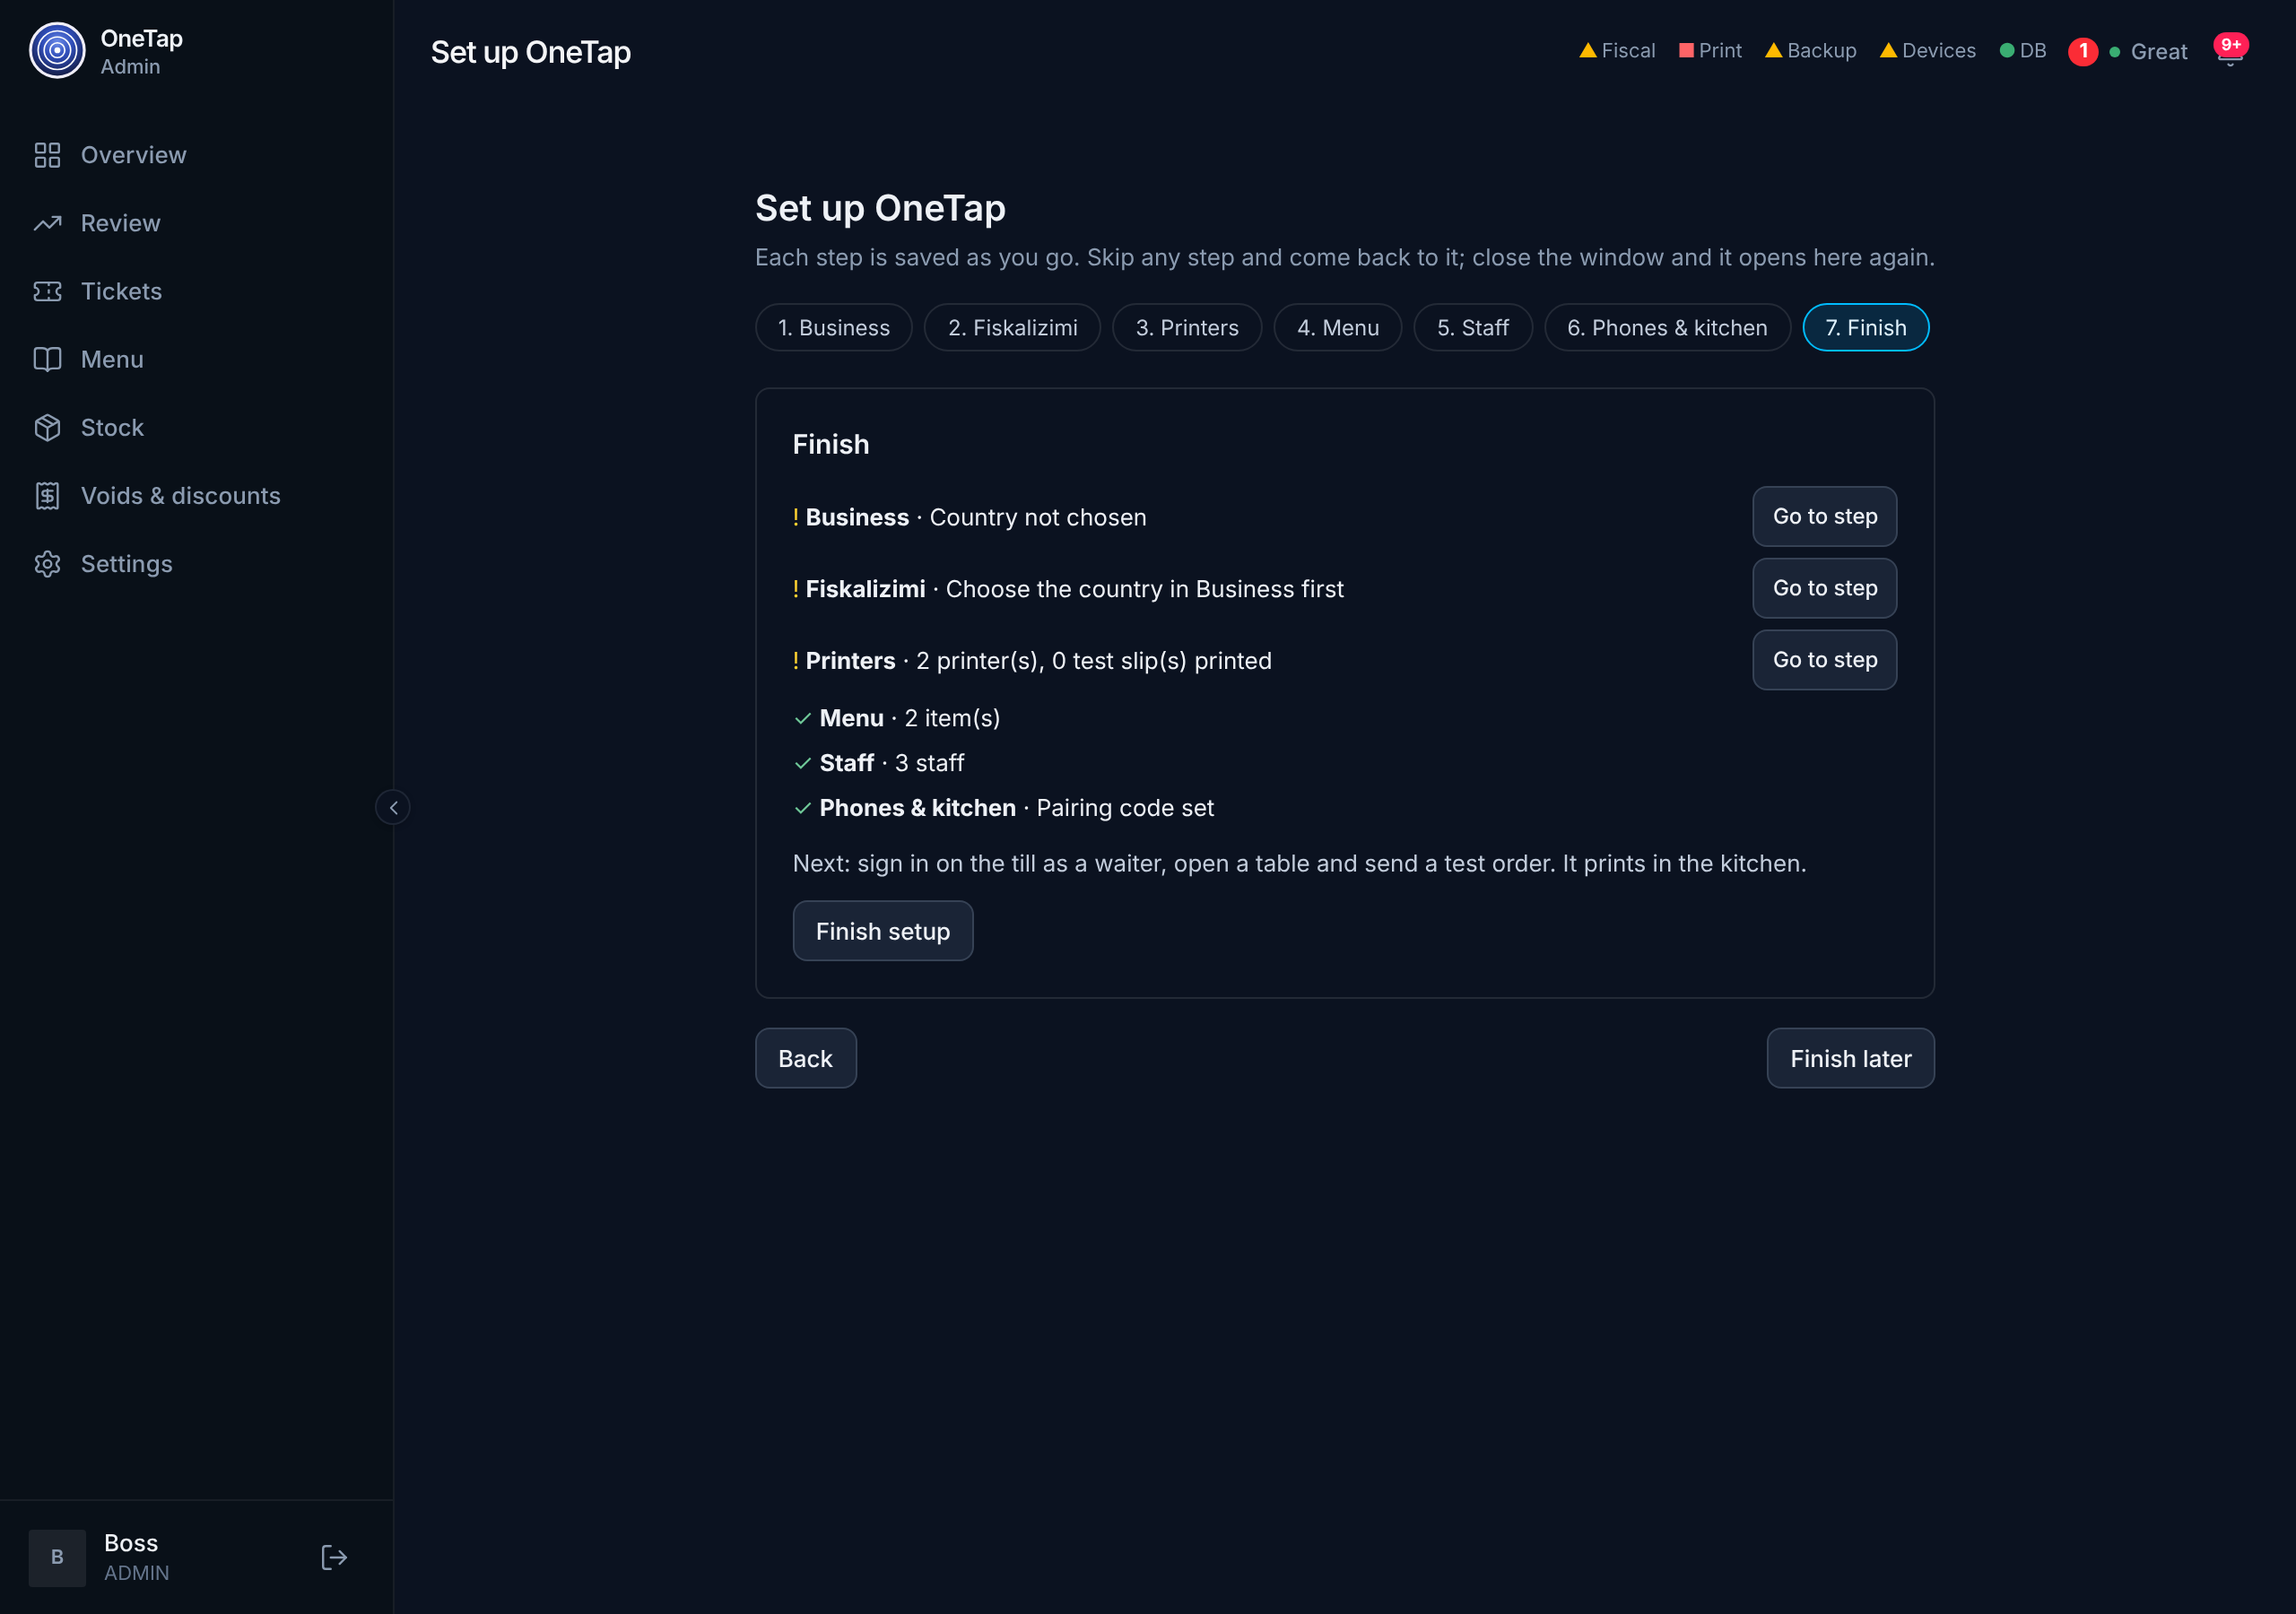 OneTap
Admin
Overview
Review
Tickets
Menu
Stock
Voids & discounts
Settings
B
Boss
ADMIN
Set up OneTap
Fiscal Print Backup Devices DB 1 Great 9+
Set up OneTap
Each step is saved as you go. Skip any step and come back to it; close the window and it opens here again.
1. Business 2. Fiskalizimi 3. Printers 4. Menu 5. Staff 6. Phones & kitchen 7. Finish
Finish
! Business · Country not chosen Go to step
! Fiskalizimi · Choose the country in Business first Go to step
! Printers · 2 printer(s), 0 test slip(s) printed Go to step
✓ Menu · 2 item(s)
✓ Staff · 3 staff
✓ Phones & kitchen · Pairing code set
Next: sign in on the till as a waiter, open a table and send a test order. It prints in the kitchen.
Finish setup
Back Finish later